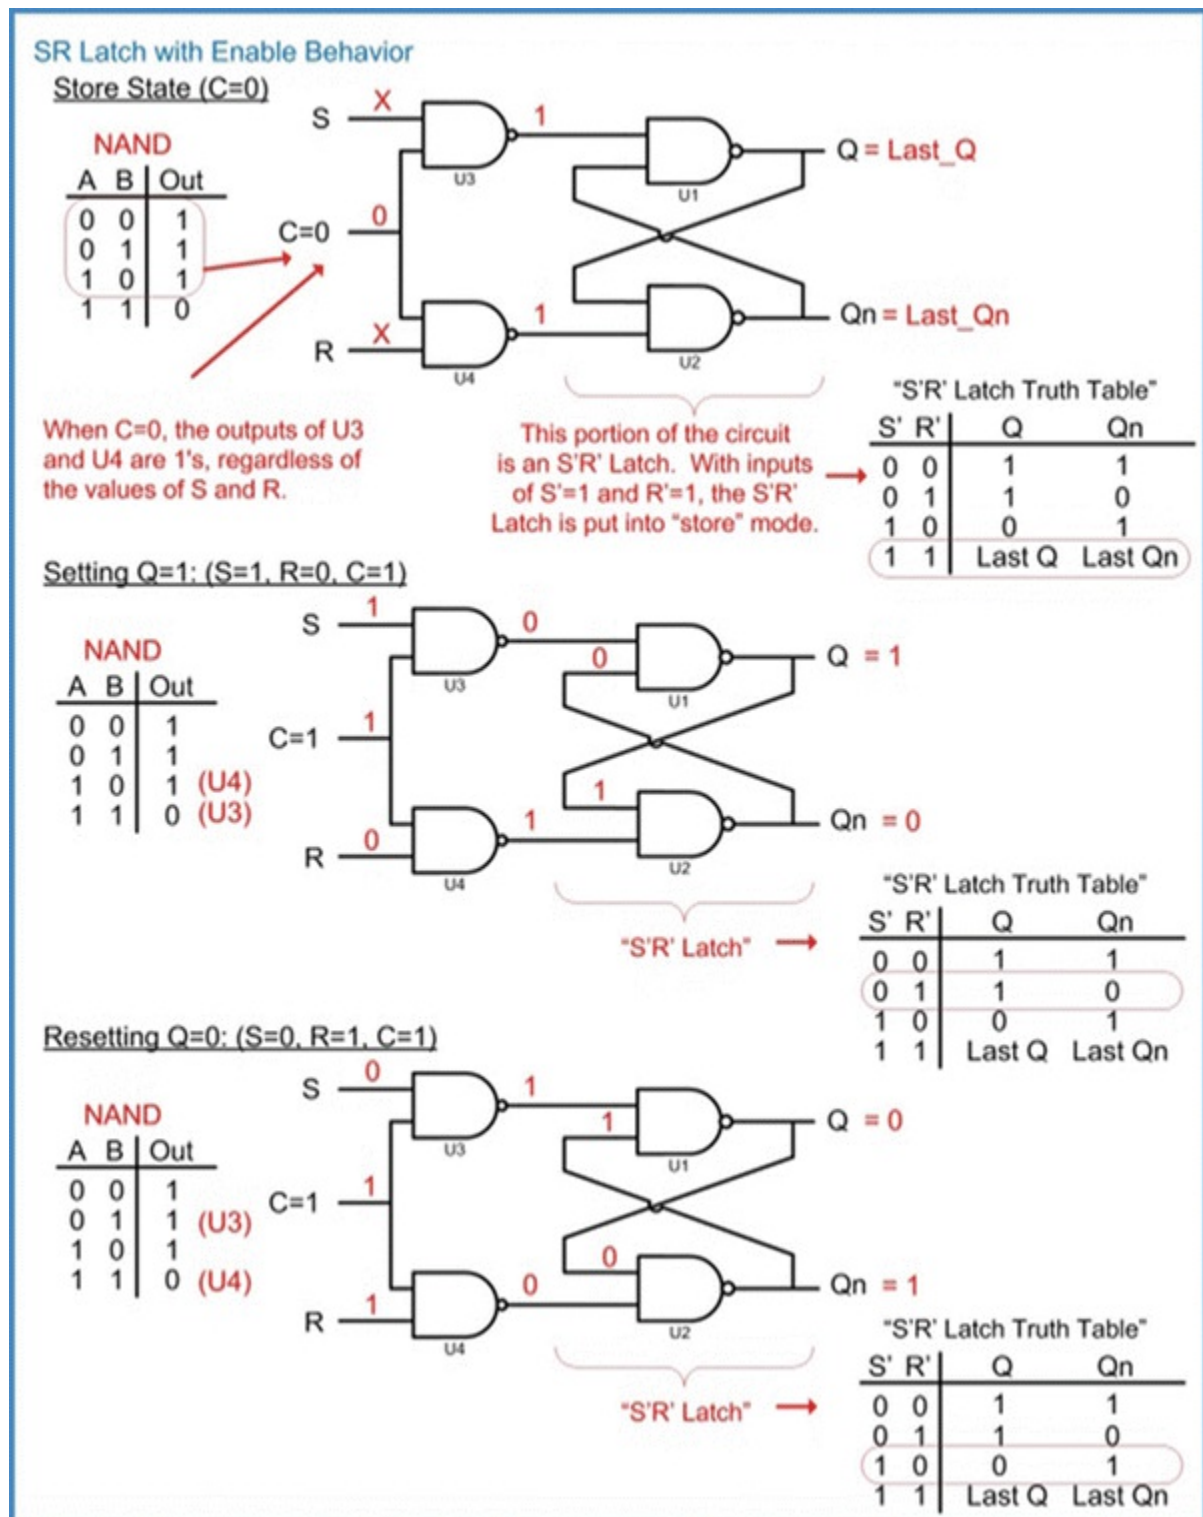 SR Latch with Enable Behavior
Store State (C=0)
NAND
A B Out
0 0 1
0 1 1
1 0 1
1 1 0
S X 1
U3
U1
Q = Last_Q
C=0 0
R X 1
U4
U2
Qn = Last_Qn
When C=0, the outputs of U3
and U4 are 1's, regardless of
the values of S and R.
This portion of the circuit
is an S'R' Latch. With inputs
of S'=1 and R'=1, the S'R'
Latch is put into "store" mode.
"S'R' Latch Truth Table"
S' R' Q Qn
0 0 1 1
0 1 1 0
1 0 0 1
1 1 Last Q Last Qn
Setting Q=1: (S=1, R=0, C=1)
NAND
A B Out
0 0 1
0 1 1
1 0 1 (U4)
1 1 0 (U3)
S 1 0
0
U3
U1
Q = 1
C=1 1
1
R 0 1
U4
U2
Qn = 0
"S'R' Latch"
"S'R' Latch Truth Table"
S' R' Q Qn
0 0 1 1
0 1 1 0
1 0 0 1
1 1 Last Q Last Qn
Resetting Q=0: (S=0, R=1, C=1)
NAND
A B Out
0 0 1
0 1 1 (U3)
1 0 1
1 1 0 (U4)
S 0 1
1
U3
U1
Q = 0
C=1 1
0
R 1 0
U4
U2
Qn = 1
"S'R' Latch"
"S'R' Latch Truth Table"
S' R' Q Qn
0 0 1 1
0 1 1 0
1 0 0 1
1 1 Last Q Last Qn